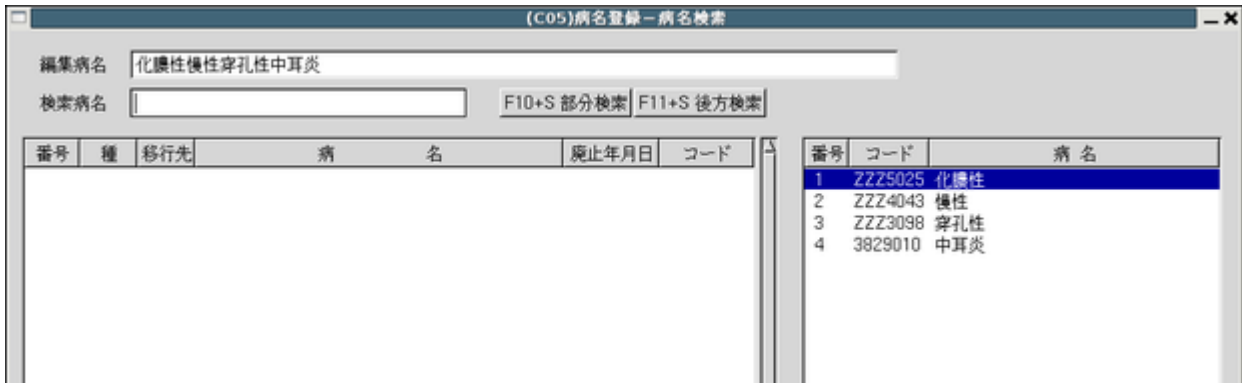 (C05)病名登録－病名検索
編集病名 化膿性慢性穿孔性中耳炎
検索病名 F10+S 部分検索 F11+S 後方検索
番号 種 移行先 病 名 廃止年月日 コード
番号 コード 病 名
1 ZZZ5025 化膿性
2 ZZZ4043 慢性
3 ZZZ3098 穿孔性
4 3829010 中耳炎